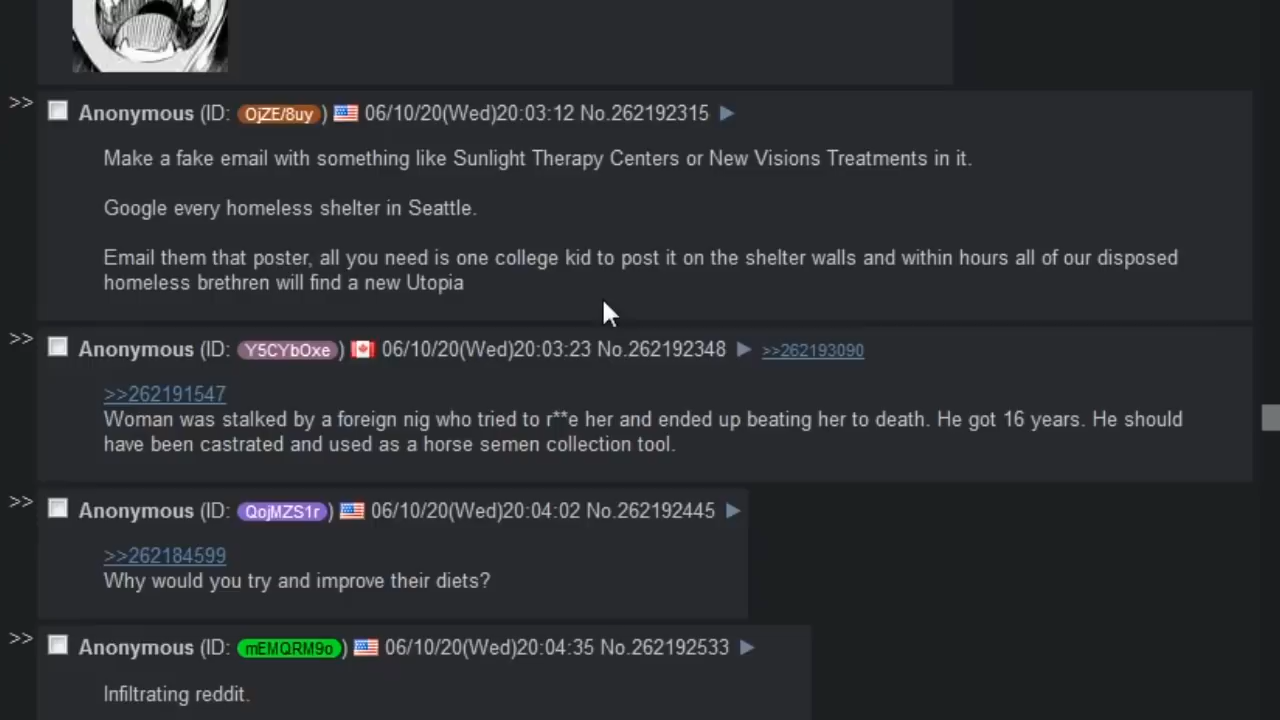 >> Anonymous (ID: OjZE/8uy) 06/10/20(Wed)20:03:12 No.262192315
Make a fake email with something like Sunlight Therapy Centers or New Visions Treatments in it.
Google every homeless shelter in Seattle.
Email them that poster, all you need is one college kid to post it on the shelter walls and within hours all of our disposed
homeless brethren will find a new Utopia
>> Anonymous (ID: Y5CYbOxe) 06/10/20(Wed)20:03:23 No.262192348 >>262193090
>>262191547
Woman was stalked by a foreign nig who tried to r**e her and ended up beating her to death. He got 16 years. He should
have been castrated and used as a horse semen collection tool.
>> Anonymous (ID: QojMZS1r) 06/10/20(Wed)20:04:02 No.262192445
>>262184599
Why would you try and improve their diets?
>> Anonymous (ID: mEMQRM9o) 06/10/20(Wed)20:04:35 No.262192533
Infiltrating reddit.